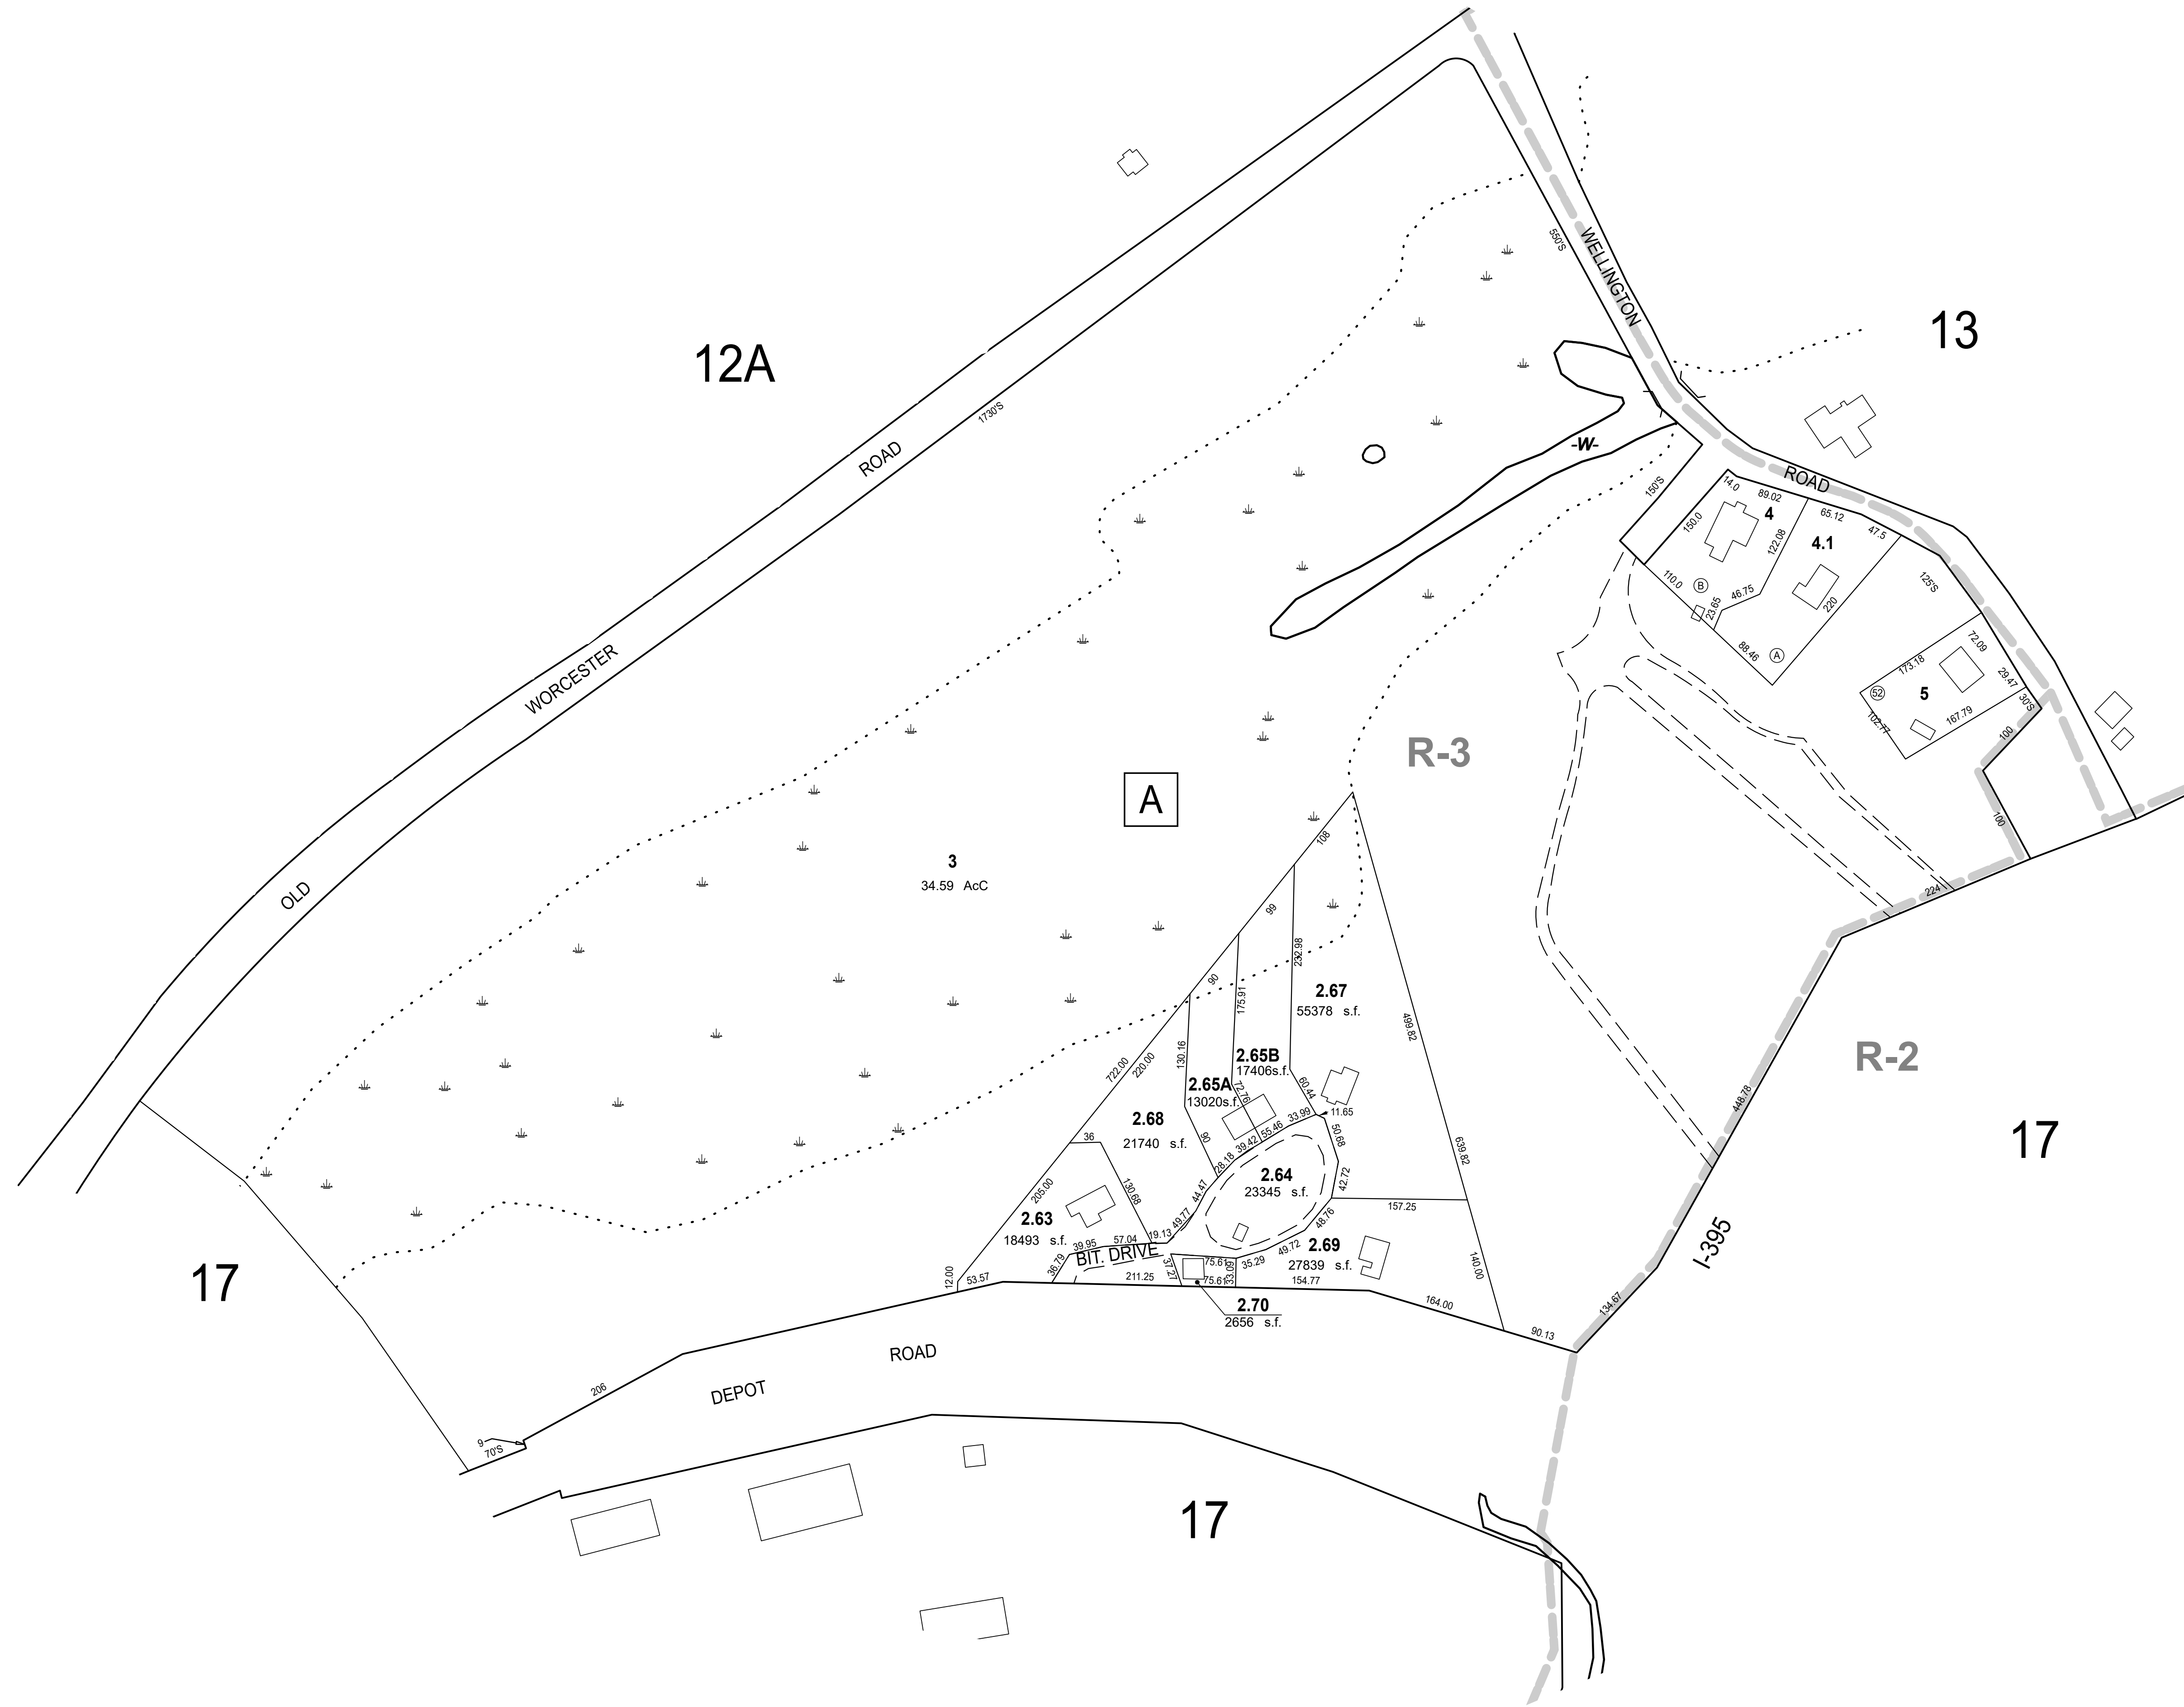 12A
13
WELLINGTON
ROAD
550'S
1730'S
ROAD
WORCESTER
OLD
-W-
150'S
14.0
89.02
4
65.12
47.5
150.0
122.08
4.1
110.0
B
46.75
23.65
220
88.46
A
125'S
72.09
173.18
29.47
52
5
30'S
102.77
167.79
100
100
224
R-3
A
3
34.59 AcC
108
99
90
232.98
175.91
2.67
55378 s.f.
499.82
130.16
722.00
220.00
2.65B
17406s.f.
2.65A
13020s.f.
72.76
60.44
2.68
21740 s.f.
11.65
33.99
55.46
39.42
50.68
90
36
28.18
2.64
23345 s.f.
42.72
639.82
130.68
205.00
44.47
157.25
2.63
18493 s.f.
49.77
48.76
19.13
57.04
39.95
BIT. DRIVE
36.79
49.72
2.69
27839 s.f.
35.29
75.61
37.27
33.09
140.00
12.00
53.57
211.25
75.61
154.77
2.70
2656 s.f.
164.00
90.13
134.67
448.78
I-395
R-2
17
17
ROAD
DEPOT
206
9
70'S
17